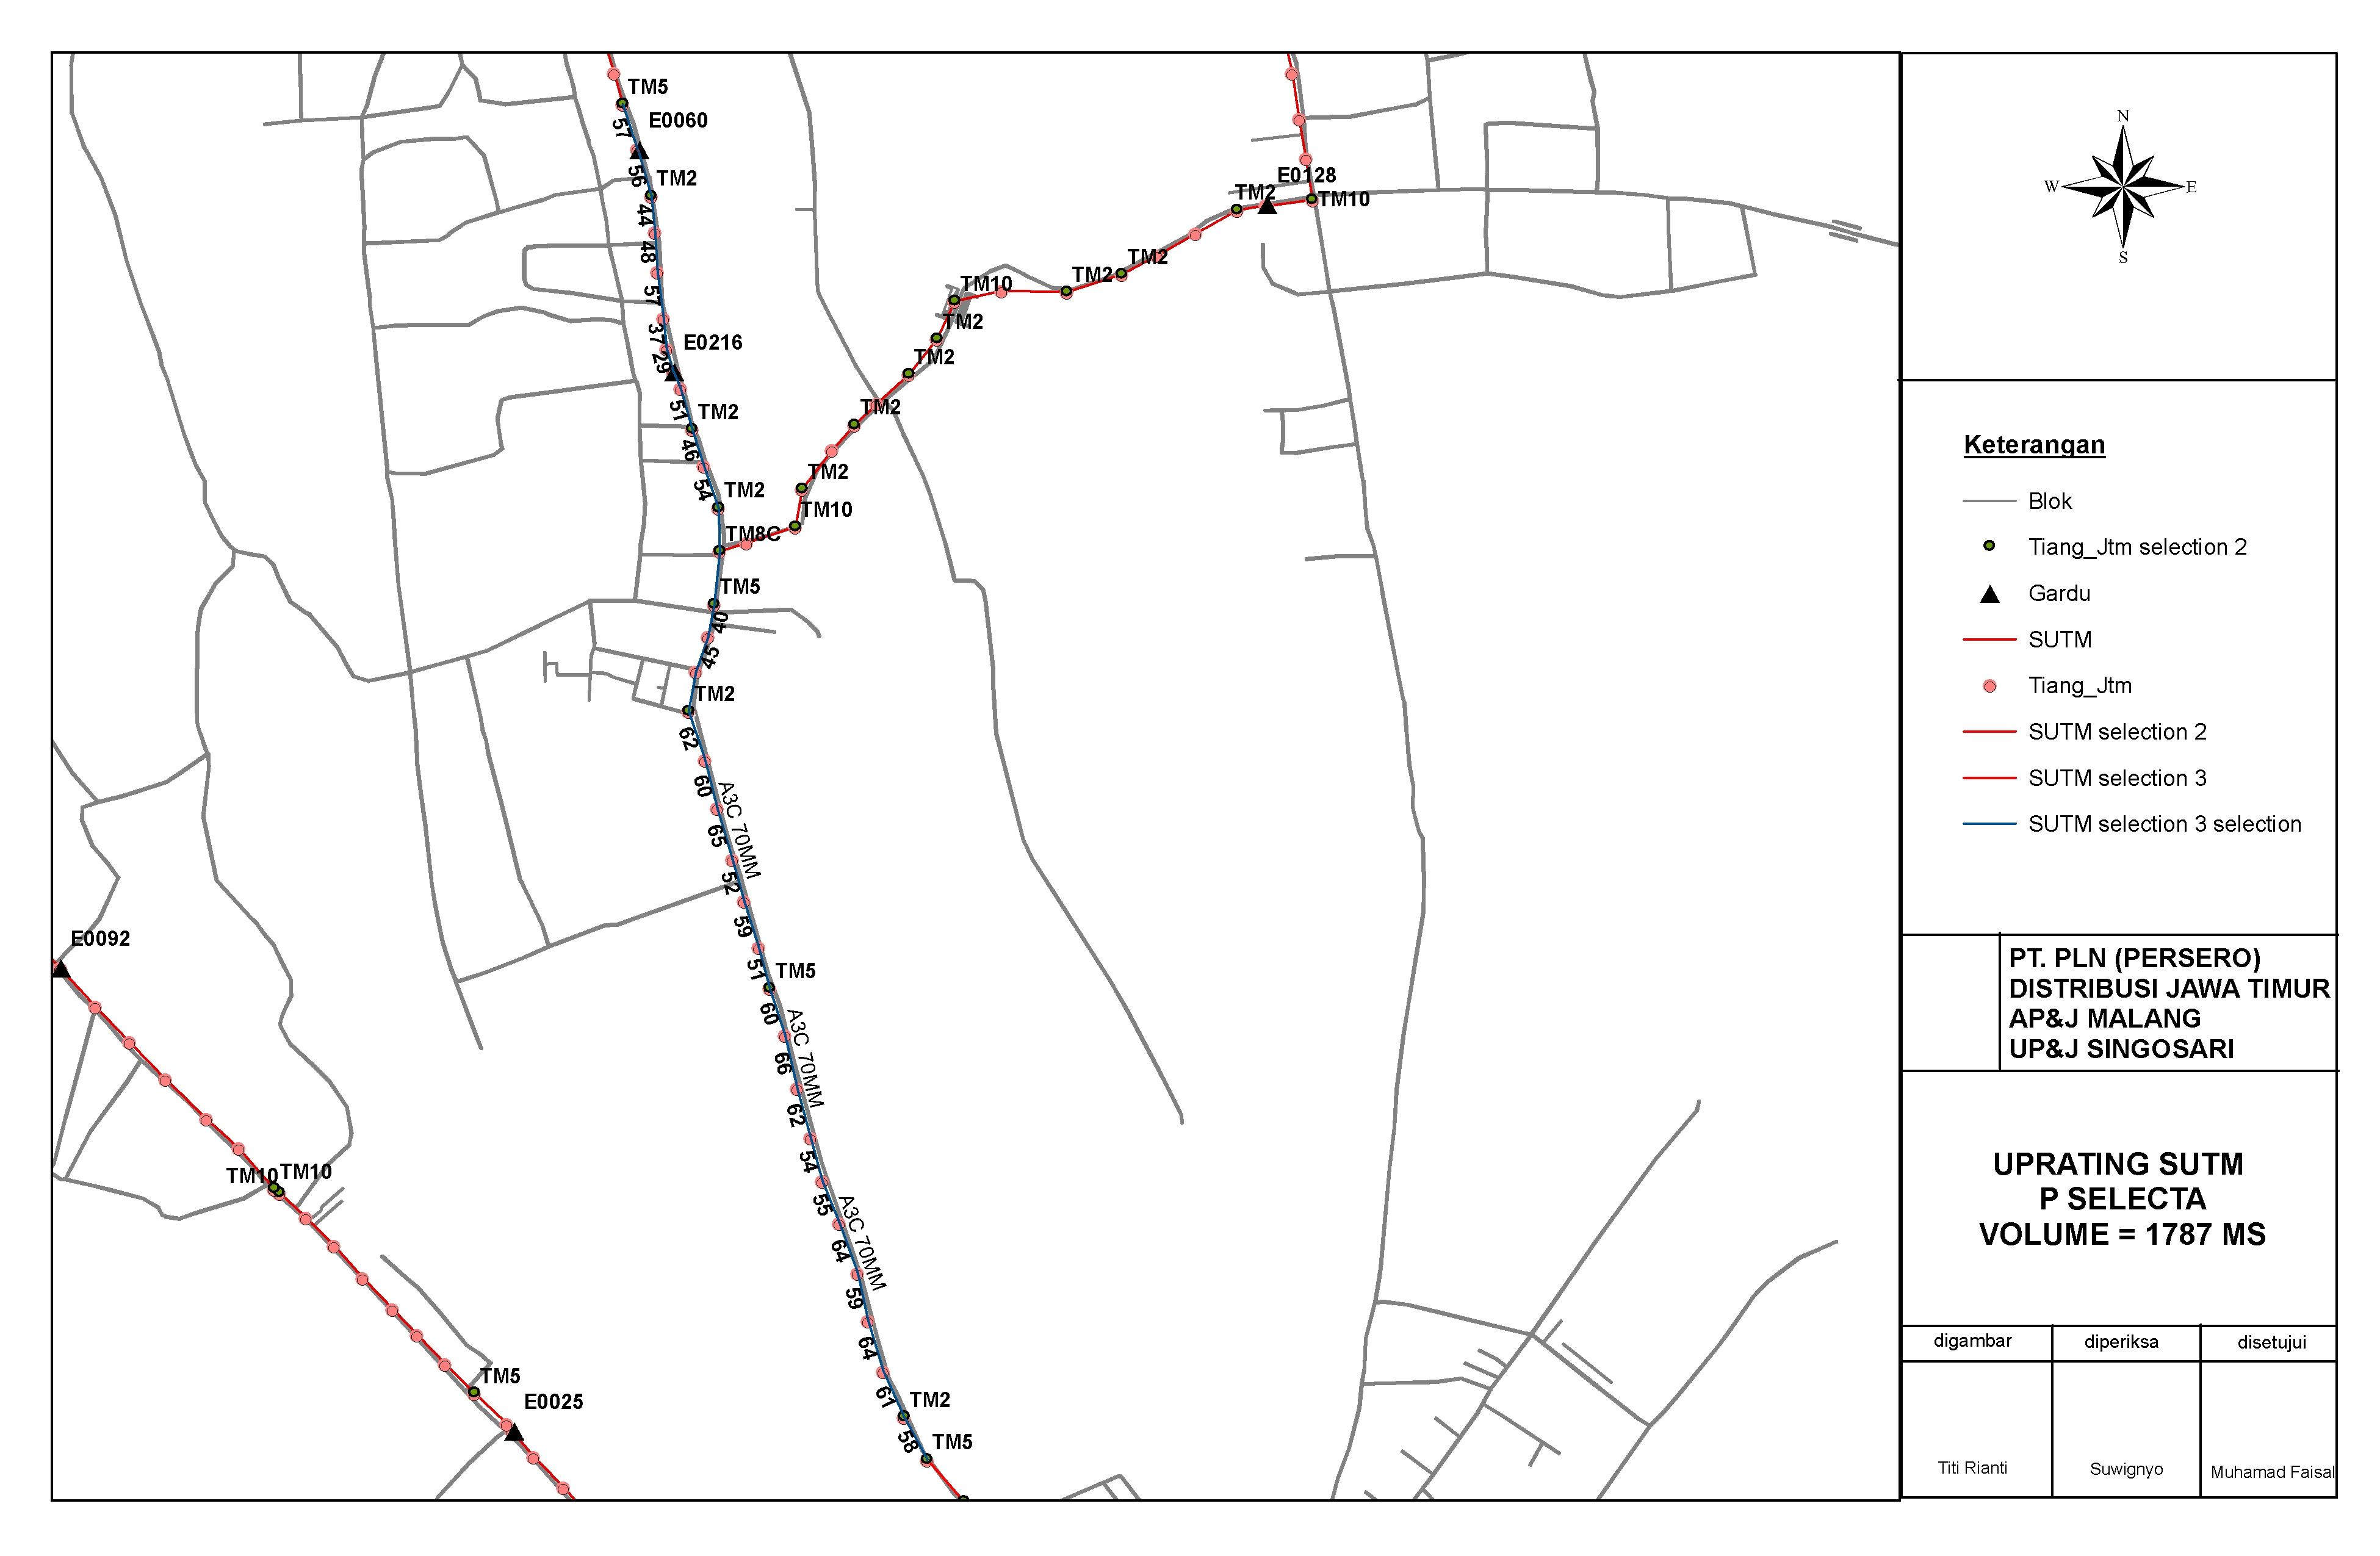 TM5
57
E0060
56
TM2
44
48
57
37
E0216
29
51
TM2
46
54
TM2
TM8C
TM5
40
45
TM2
62
60
A3C 70MM
65
52
59
51
TM5
60
A3C 70MM
66
62
54
55
A3C 70MM
64
59
64
61
TM2
58
TM5
E0128
TM2
TM10
TM2
TM2
TM10
TM2
TM2
TM2
TM2
TM10
E0092
TM10
TM10
TM5
E0025
N
W
E
S
Keterangan
Blok
Tiang_Jtm selection 2
Gardu
SUTM
Tiang_Jtm
SUTM selection 2
SUTM selection 3
SUTM selection 3 selection
PT. PLN (PERSERO)
DISTRIBUSI JAWA TIMUR
AP&J MALANG
UP&J SINGOSARI
UPRATING SUTM
P SELECTA
VOLUME = 1787 MS
digambar
diperiksa
disetujui
Titi Rianti
Suwignyo
Muhamad Faisal